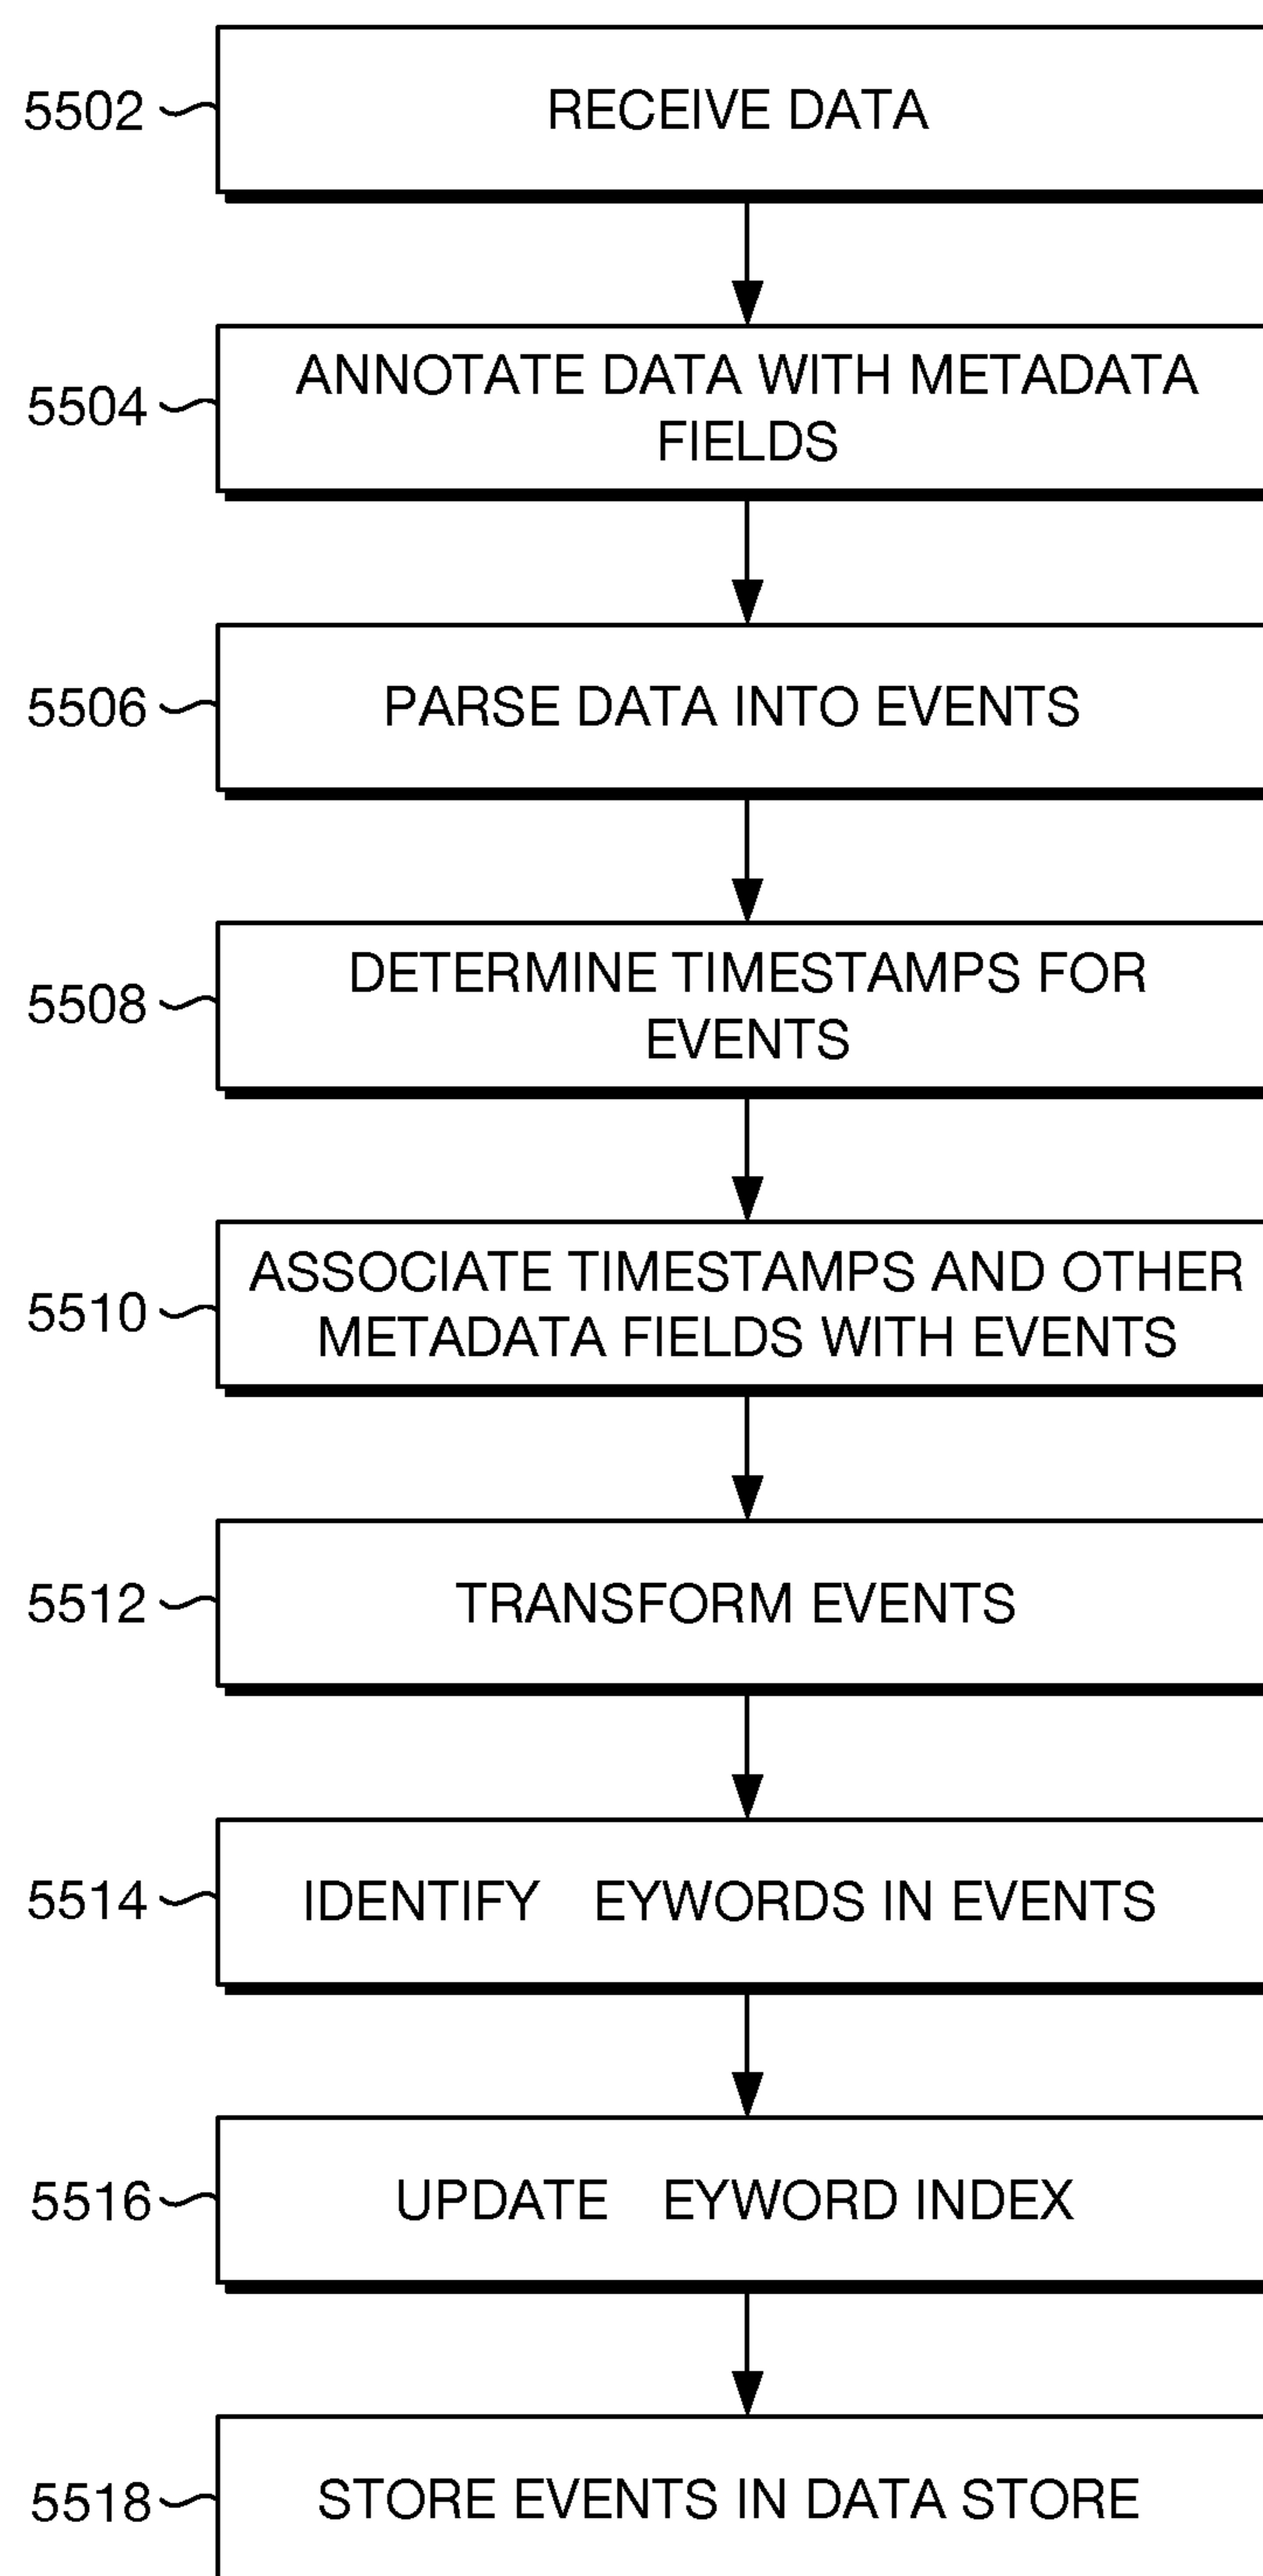 5502 RECEIVE DATA
5504 ANNOTATE DATA WITH METADATA
FIELDS
5506 PARSE DATA INTO EVENTS
5508 DETERMINE TIMESTAMPS FOR
EVENTS
5510 ASSOCIATE TIMESTAMPS AND OTHER
METADATA FIELDS WITH EVENTS
5512 TRANSFORM EVENTS
5514 IDENTIFY EYWORDS IN EVENTS
5516 UPDATE EYWORD INDEX
5518 STORE EVENTS IN DATA STORE